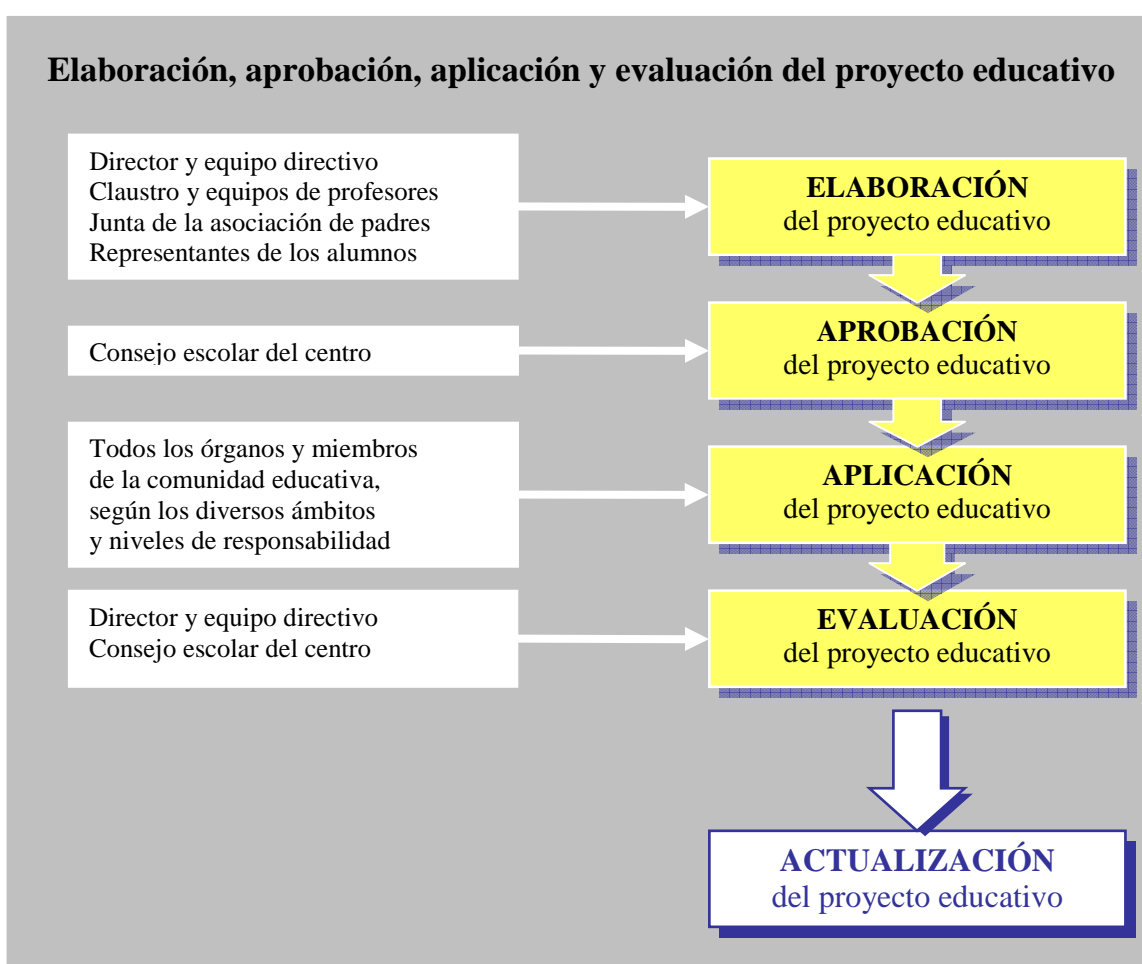 Elaboración, aprobación, aplicación y evaluación del proyecto educativo
Director y equipo directivo
Claustro y equipos de profesores
Junta de la asociación de padres
Representantes de los alumnos
ELABORACIÓN
del proyecto educativo
Consejo escolar del centro
APROBACIÓN
del proyecto educativo
Todos los órganos y miembros
de la comunidad educativa,
según los diversos ámbitos
y niveles de responsabilidad
APLICACIÓN
del proyecto educativo
Director y equipo directivo
Consejo escolar del centro
EVALUACIÓN
del proyecto educativo
ACTUALIZACIÓN
del proyecto educativo